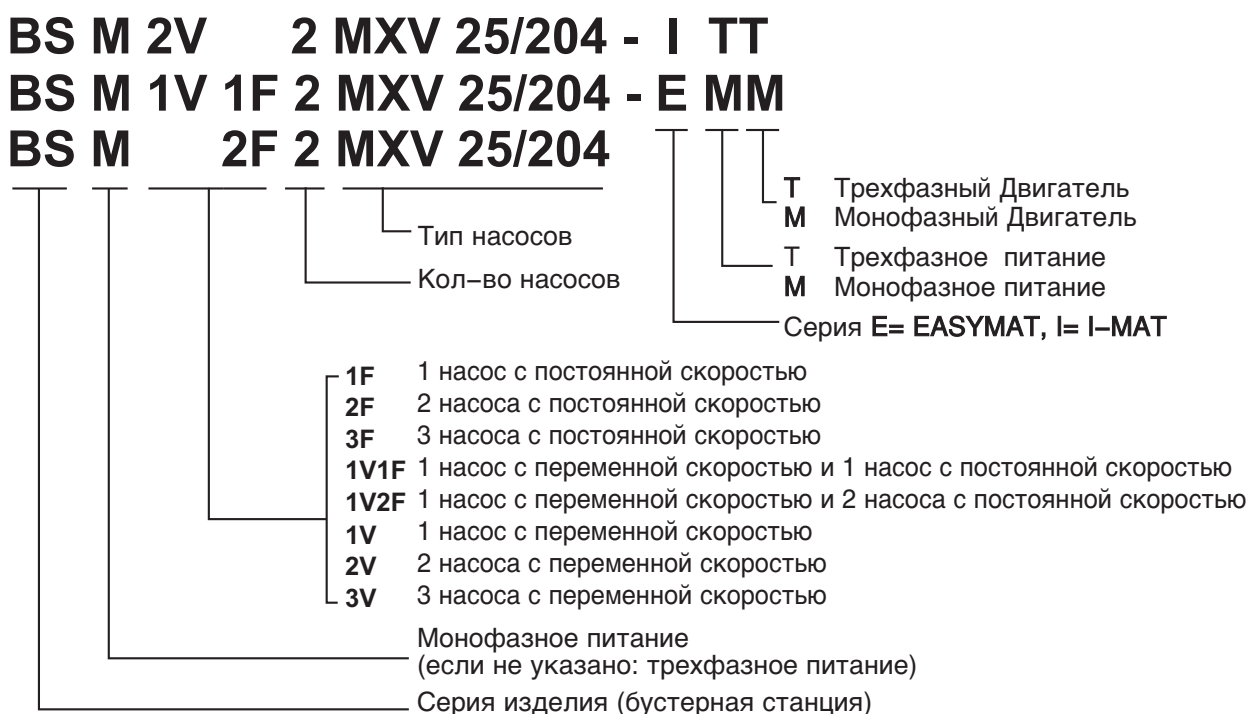 BS M 2V 2 MXV 25/204 - I TT
BS M 1V 1F 2 MXV 25/204 - E MM
BS M 2F 2 MXV 25/204
T Трехфазный Двигатель
M Монофазный Двигатель
Тип насосов
T Трехфазное питание
Кол-во насосов
M Монофазное питание
Серия E= EASYMAT, I= I-MAT
1F 1 насос с постоянной скоростью
2F 2 насоса с постоянной скоростью
3F 3 насоса с постоянной скоростью
1V1F 1 насос с переменной скоростью и 1 насос с постоянной скоростью
1V2F 1 насос с переменной скоростью и 2 насоса с постоянной скоростью
1V 1 насос с переменной скоростью
2V 2 насоса с переменной скоростью
3V 3 насоса с переменной скоростью
Монофазное питание
(если не указано: трехфазное питание)
Серия изделия (бустерная станция)